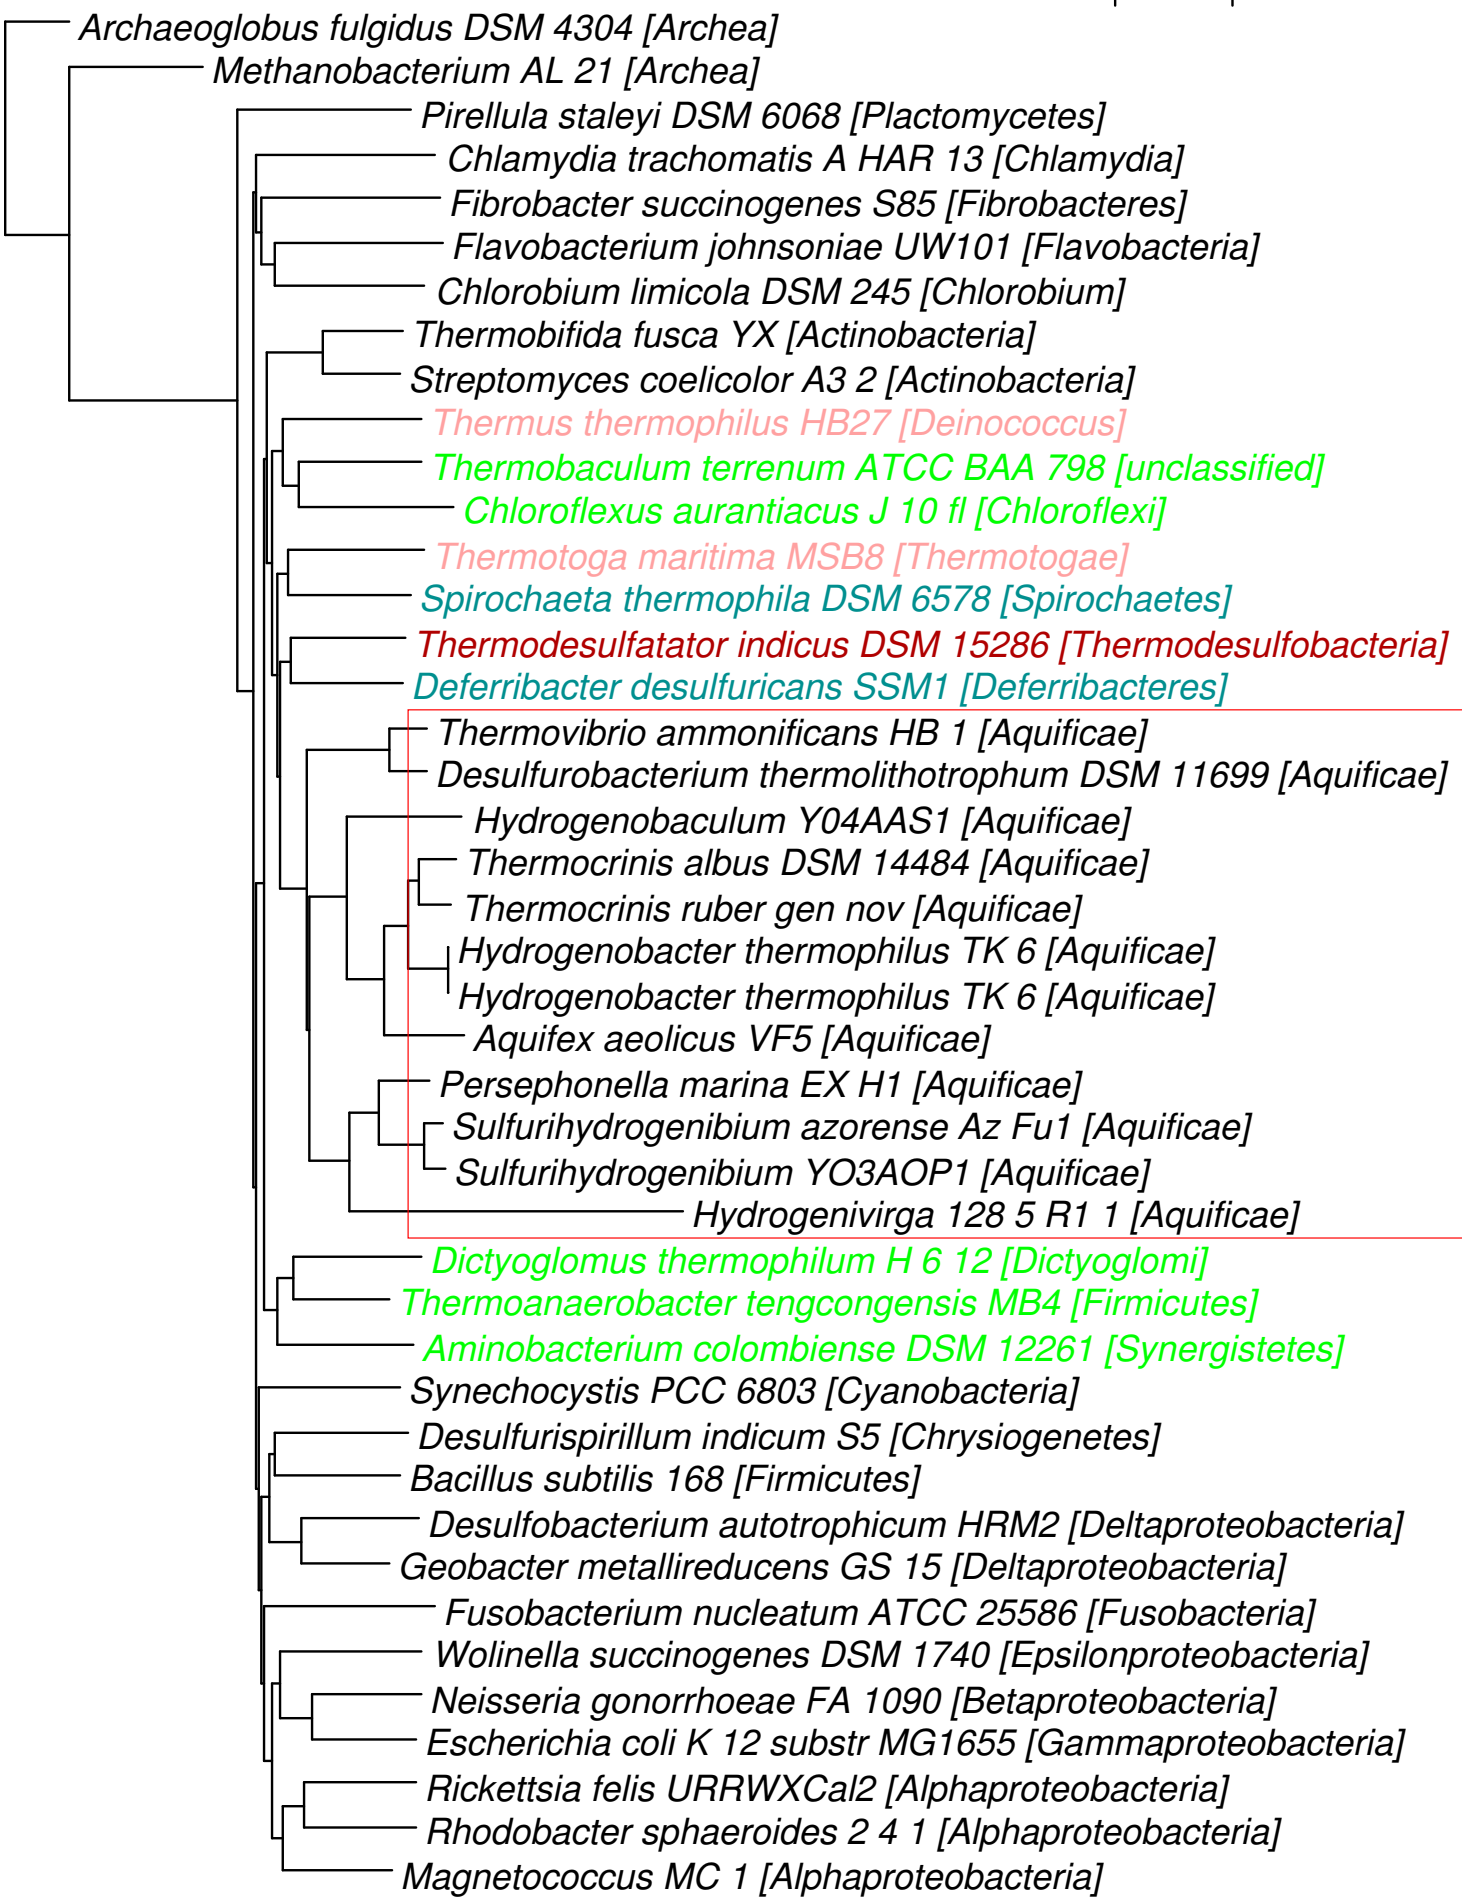 Archaeoglobus fulgidus DSM 4304 [Archea]
Methanobacterium AL 21 [Archea]
Pirellula staleyi DSM 6068 [Plactomycetes]
Chlamydia trachomatis A HAR 13 [Chlamydia]
Fibrobacter succinogenes S85 [Fibrobacteres]
Flavobacterium johnsoniae UW101 [Flavobacteria]
Chlorobium limicola DSM 245 [Chlorobium]
Thermobifida fusca YX [Actinobacteria]
Streptomyces coelicolor A3 2 [Actinobacteria]
Thermus thermophilus HB27 [Deinococcus]
Thermobaculum terrenum ATCC BAA 798 [unclassified]
Chloroflexus aurantiacus J 10 fl [Chloroflexi]
Thermotoga maritima MSB8 [Thermotogae]
Spirochaeta thermophila DSM 6578 [Spirochaetes]
Thermodesulfatator indicus DSM 15286 [Thermodesulfobacteria]
Deferribacter desulfuricans SSM1 [Deferribacteres]
Thermovibrio ammonificans HB 1 [Aquificae]
Desulfurobacterium thermolithotrophum DSM 11699 [Aquificae]
Hydrogenobaculum Y04AAS1 [Aquificae]
Thermocrinis albus DSM 14484 [Aquificae]
Thermocrinis ruber gen nov [Aquificae]
Hydrogenobacter thermophilus TK 6 [Aquificae]
Hydrogenobacter thermophilus TK 6 [Aquificae]
Aquifex aeolicus VF5 [Aquificae]
Persephonella marina EX H1 [Aquificae]
Sulfurihydrogenibium azorense Az Fu1 [Aquificae]
Sulfurihydrogenibium YO3AOP1 [Aquificae]
Hydrogenivirga 128 5 R1 1 [Aquificae]
Dictyoglomus thermophilum H 6 12 [Dictyoglomi]
Thermoanaerobacter tengcongensis MB4 [Firmicutes]
Aminobacterium colombiense DSM 12261 [Synergistetes]
Synechocystis PCC 6803 [Cyanobacteria]
Desulfurispirillum indicum S5 [Chrysiogenetes]
Bacillus subtilis 168 [Firmicutes]
Desulfobacterium autotrophicum HRM2 [Deltaproteobacteria]
Geobacter metallireducens GS 15 [Deltaproteobacteria]
Fusobacterium nucleatum ATCC 25586 [Fusobacteria]
Wolinella succinogenes DSM 1740 [Epsilonproteobacteria]
Neisseria gonorrhoeae FA 1090 [Betaproteobacteria]
Escherichia coli K 12 substr MG1655 [Gammaproteobacteria]
Rickettsia felis URRWXCal2 [Alphaproteobacteria]
Rhodobacter sphaeroides 2 4 1 [Alphaproteobacteria]
Magnetococcus MC 1 [Alphaproteobacteria]